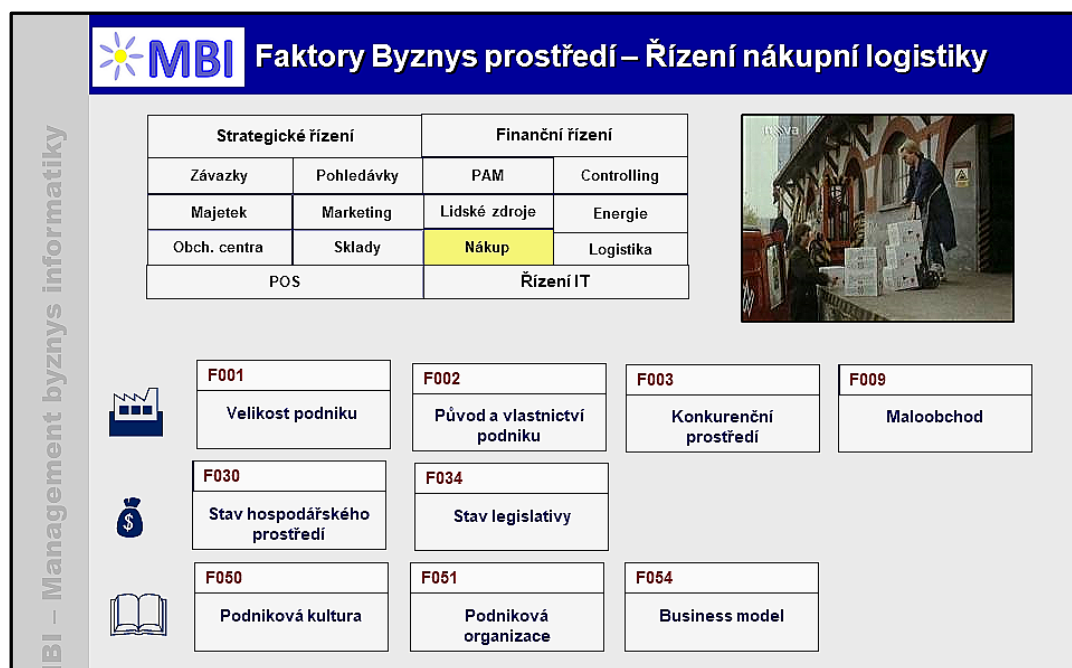 MBI Faktory Byznys prostředí – Řízení nákupní logistiky
MBI – Management byznys informatiky
Strategické řízení Finanční řízení
Závazky Pohledávky PAM Controlling
Majetek Marketing Lidské zdroje Energie
Obch. centra Sklady Nákup Logistika
POS Řízení IT
nova
F001 F002 F003 F009
Velikost podniku Původ a vlastnictví Konkurenční Maloobchod
podniku prostředí
F030 F034
Stav hospodářského Stav legislativy
prostředí
$
F050 F051 F054
Podniková kultura Podniková Business model
organizace